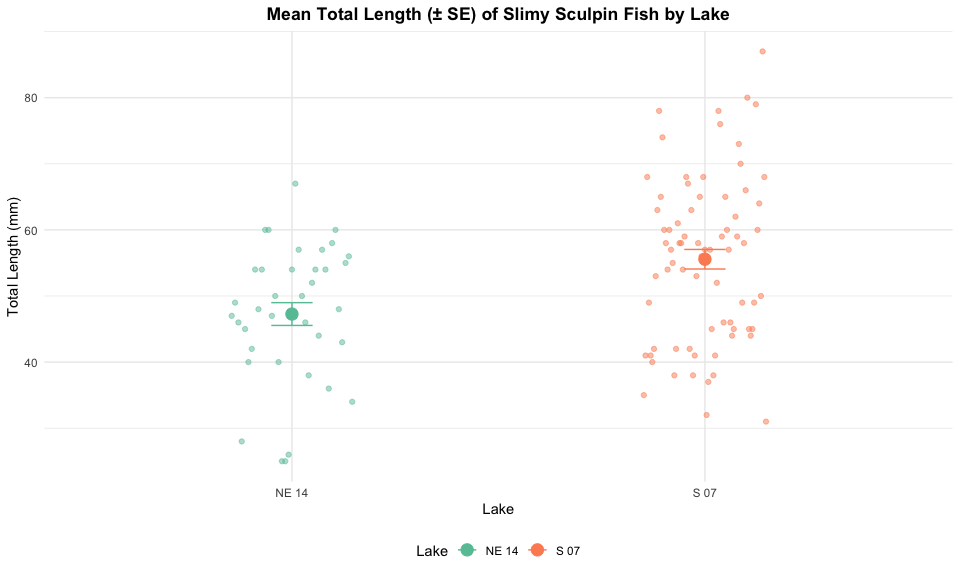 Mean Total Length (± SE) of Slimy Sculpin Fish by Lake
Total Length (mm)
80
60
40
NE 14
S 07
Lake
Lake
NE 14
S 07